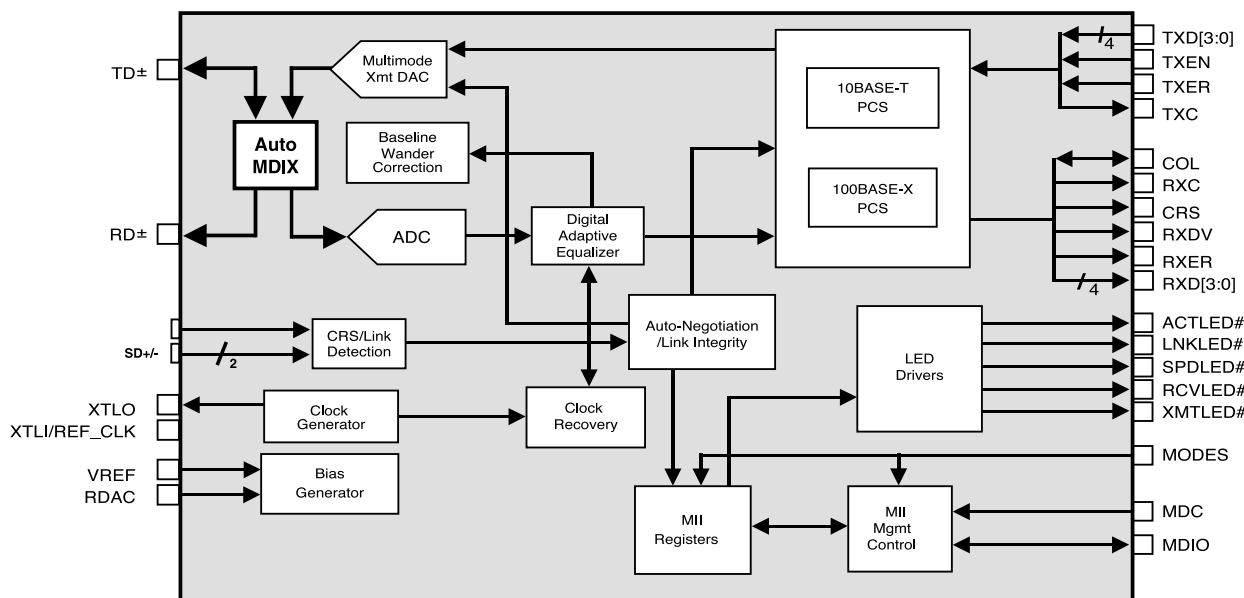 TD±
RD±
SD+/-
XTLO
XTLI/REF_CLK
VREF
RDAC
Multimode
Xmt DAC
Auto
MDIX
Baseline
Wander
Correction
ADC
Digital
Adaptive
Equalizer
10BASE-T
PCS
100BASE-X
PCS
CRS/Link
Detection
2
Auto-Negotiation
/Link Integrity
Clock
Generator
Clock
Recovery
Bias
Generator
LED
Drivers
MII
Registers
MII
Mgmt
Control
4
TXD[3:0]
TXEN
TXER
TXC
COL
RXC
CRS
RXDV
RXER
4
RXD[3:0]
ACTLED#
LNKLED#
SPDLED#
RCVLED#
XMTLED#
MODES
MDC
MDIO